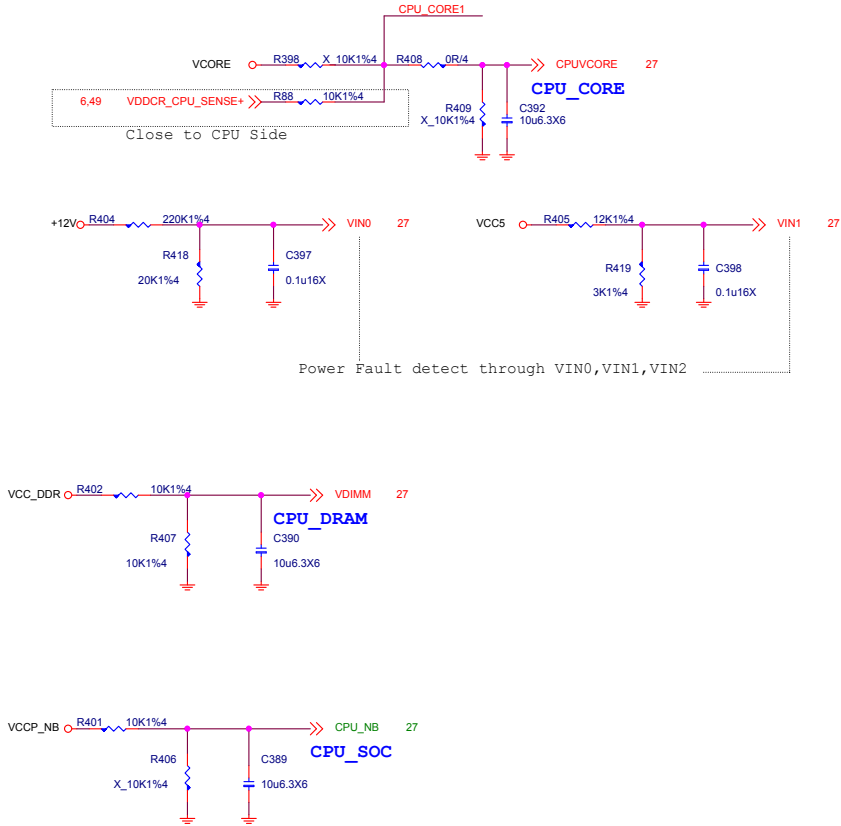 CPU_CORE1
VCORE R398 X_10K1%4 R408 0R/4 CPUVCORE 27
CPU_CORE
6,49 VDDCR_CPU_SENSE+ R88 10K1%4
R409 C392
X_10K1%4 10u6.3X6
Close to CPU Side
+12V R404 220K1%4 VIN0 27 VCC5 R405 12K1%4 VIN1 27
R418 C397 R419 C398
20K1%4 0.1u16X 3K1%4 0.1u16X
Power Fault detect through VIN0,VIN1,VIN2
VCC_DDR R402 10K1%4 VDIMM 27
CPU_DRAM
R407 C390
10K1%4 10u6.3X6
VCCP_NB R401 10K1%4 CPU_NB 27
CPU_SOC
R406 C389
X_10K1%4 10u6.3X6